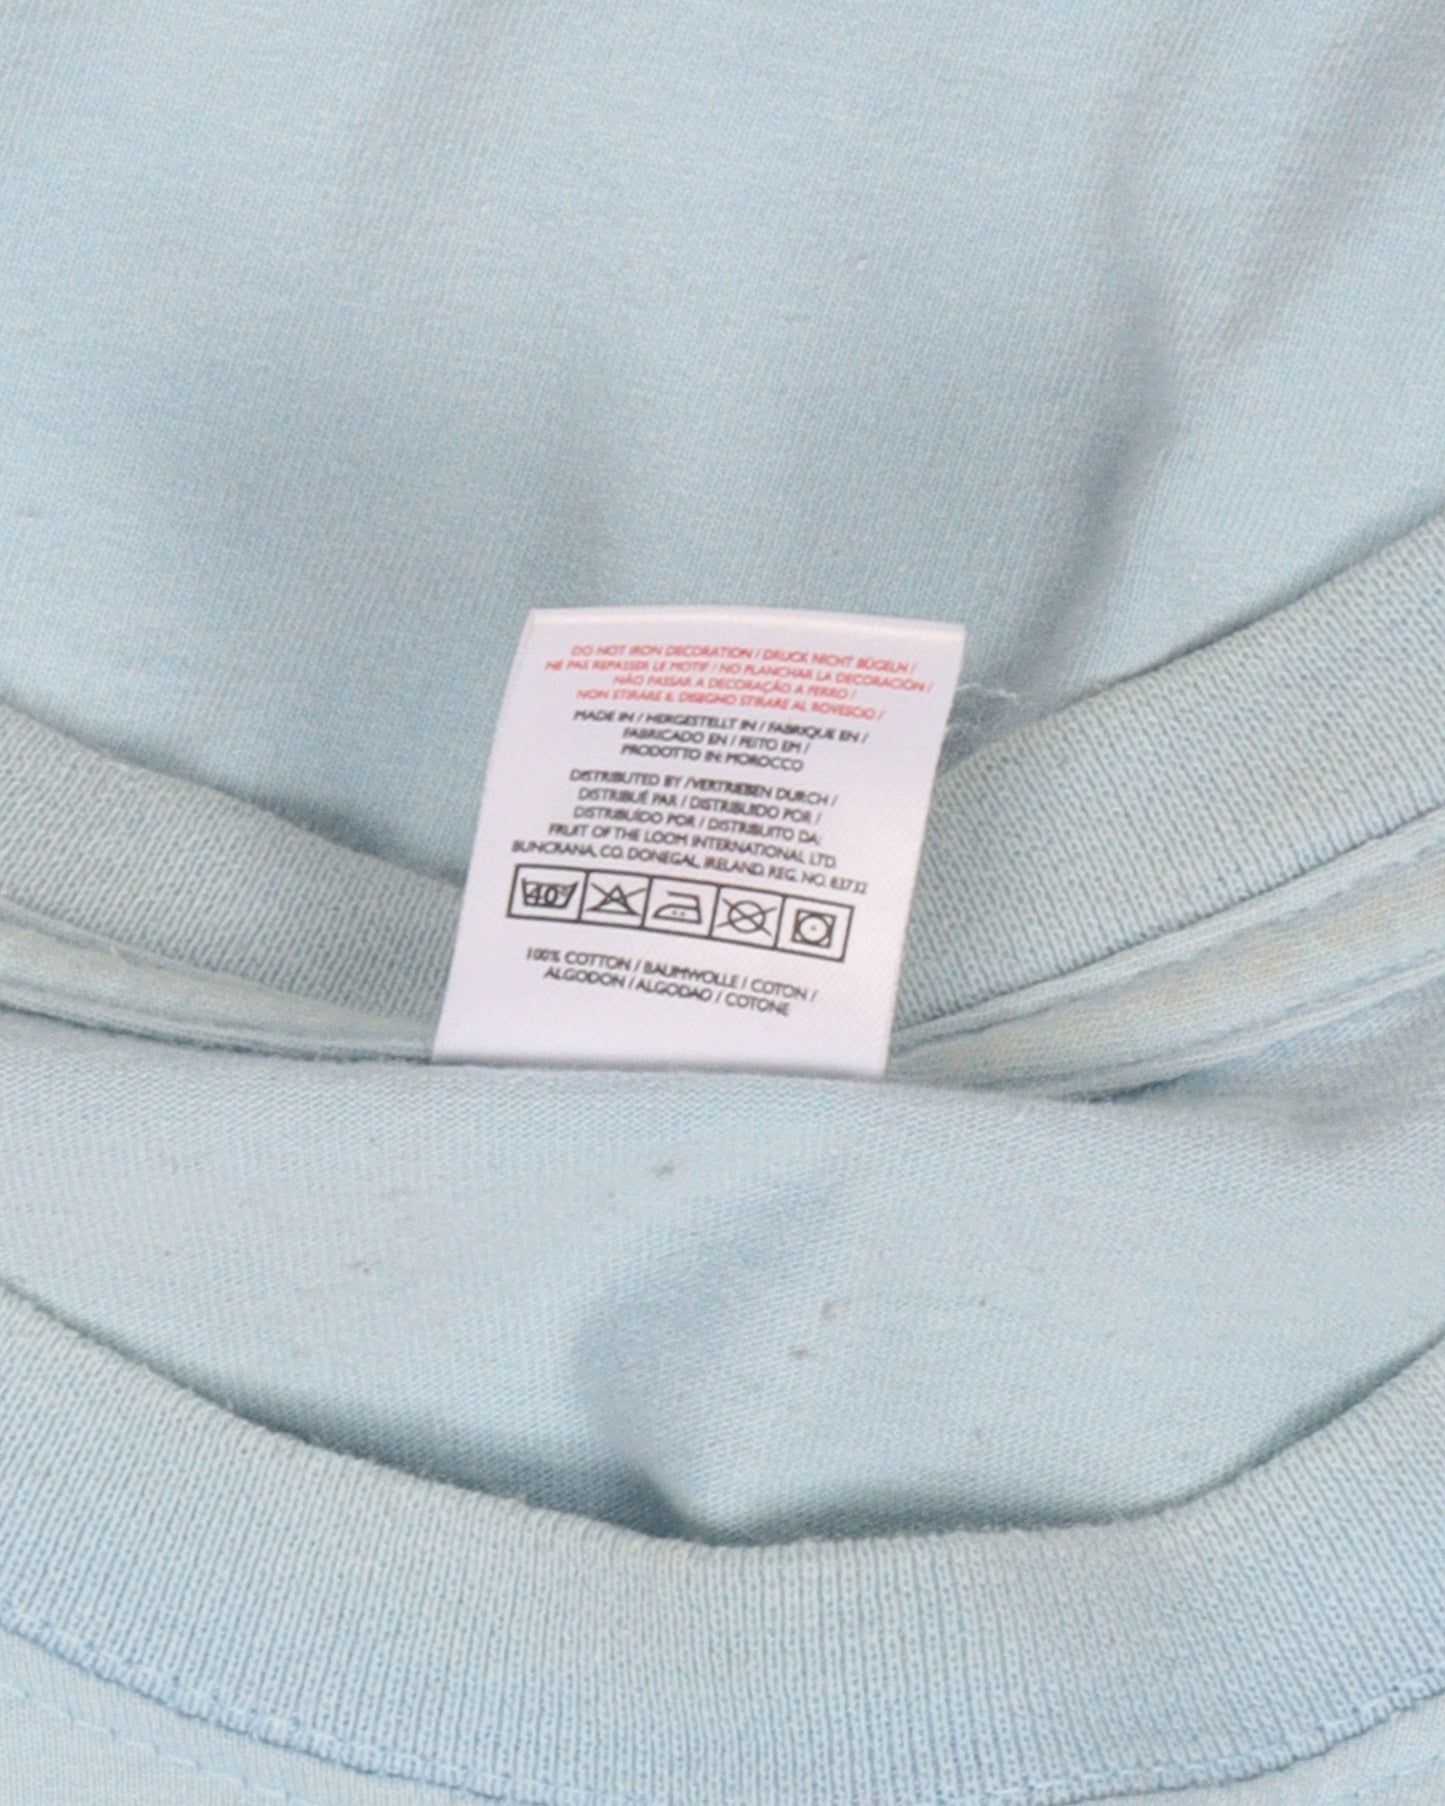 DO NOT IRON DECORATION / DRUCK NICHT BÜGELN /
NE PAS REPASSER LE MOTIF / NO PLANCHAR LA DECORACION /
NÃO PASSAR A DECORAÇÃO A FERRO /
NON STIRARE IL DISEGNO STIRARE AL ROVESCIO /
MADE IN / HERGESTELLT IN / FABRIQUE EN /
FABRICADO EN / FEITO EM /
PRODOTTO IN: MOROCCO
DISTRIBUTED BY /VERTRIEBEN DURCH /
DISTRIBUÉ PAR / DISTRIBUIDO POR /
DISTRIBUÍDO POR / DISTRIBUITO DA:
FRUIT OF THE LOOM INTERNATIONAL LTD.
BUNCRANA, CO. DONEGAL, IRELAND. REG. NO. 83732
40°
100% COTTON / BAUMWOLLE / COTON /
ALGODON / ALGODAO / COTONE